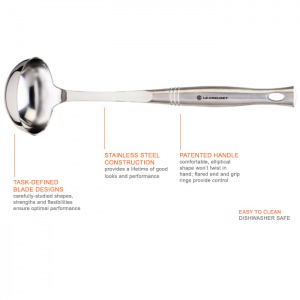 LE CREUSET
STAINLESS STEEL
CONSTRUCTION
provides a lifetime of good
looks and performance
PATENTED HANDLE
comfortable, elliptical
shape won't twist in
hand; flared end and grip
rings provide control
TASK-DEFINED
BLADE DESIGNS
carefully-studied shapes,
strengths and flexibilities
ensure optimal performance
EASY TO CLEAN
DISHWASHER SAFE